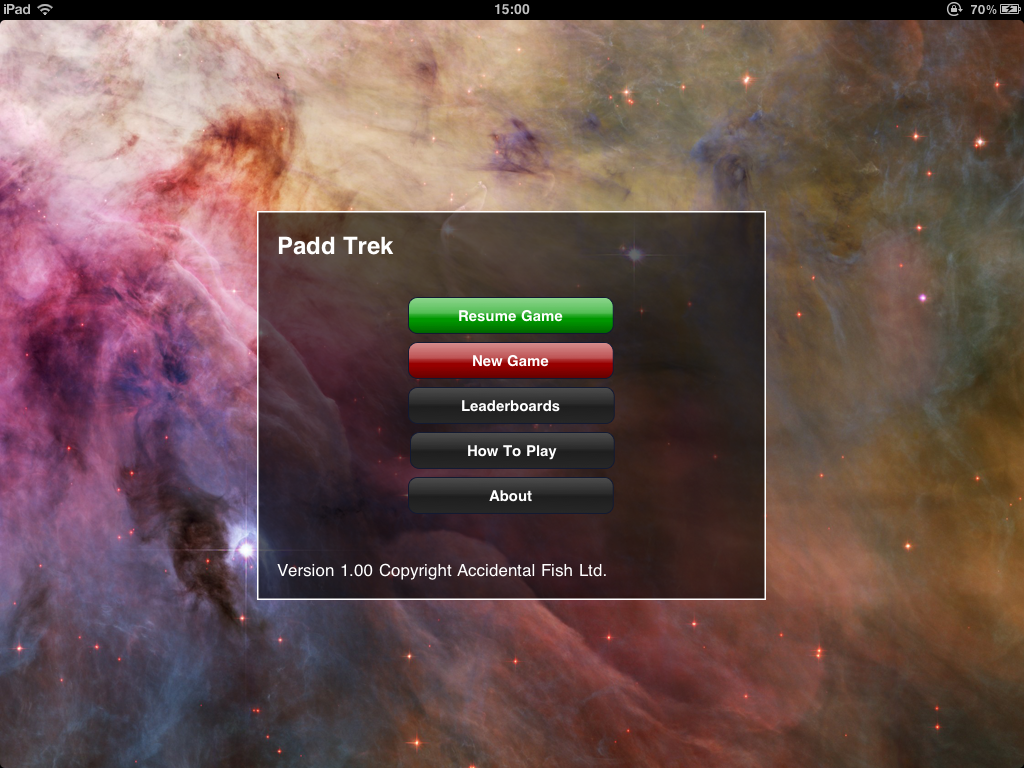 iPad 15:00 70%
Padd Trek
Resume Game
New Game
Leaderboards
How To Play
About
Version 1.00 Copyright Accidental Fish Ltd.